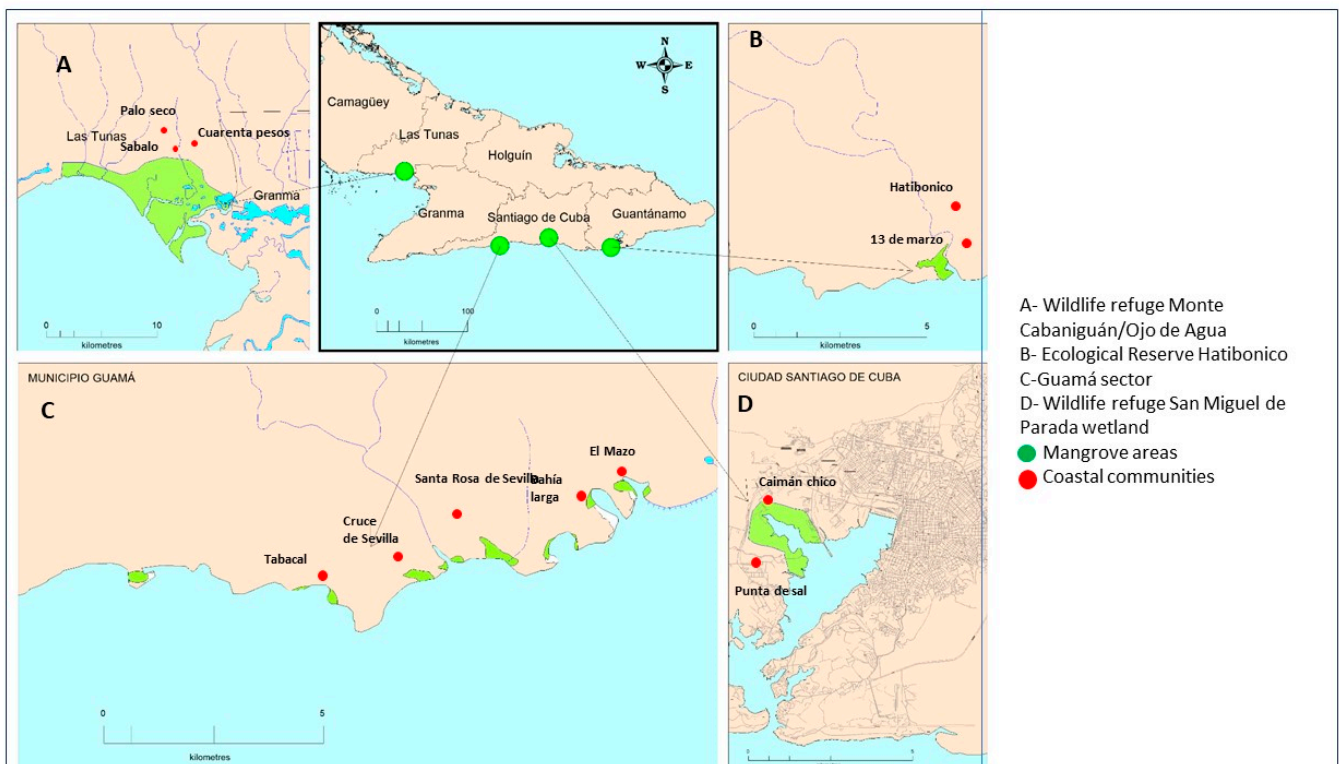 A
Palo seco
Las Tunas
Cuarenta pesos
Sabalo
Granma
0 10
kilometres
N
W E
S
Camagüey
Las Tunas
Holguín
Granma
Santiago de Cuba
Guantánamo
0 100
kilometres
B
Hatibonico
13 de marzo
0 5
kilometres
MUNICIPIO GUAMÁ
C
El Mazo
Santa Rosa de Sevilla
Bahía
larga
Cruce
de Sevilla
Tabacal
0 5
kilometres
CIUDAD SANTIAGO DE CUBA
D
Caimán chico
Punta de sal
0 5
A- Wildlife refuge Monte
Cabaniguán/Ojo de Agua
B- Ecological Reserve Hatibonico
C-Guamá sector
D- Wildlife refuge San Miguel de
Parada wetland
Mangrove areas
Coastal communities